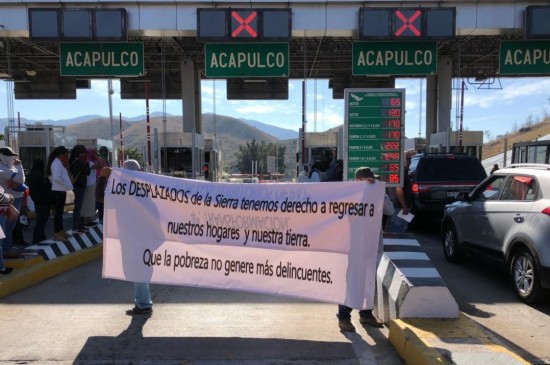 ACAPULCO
ACAPULCO
ACAPULCO
ACAPULCO
Los DESPLAZADOS de la Sierra tenemos derecho a regresar a
nuestros hogares y nuestra tierra.
Que la pobreza no genere más delincuentes.